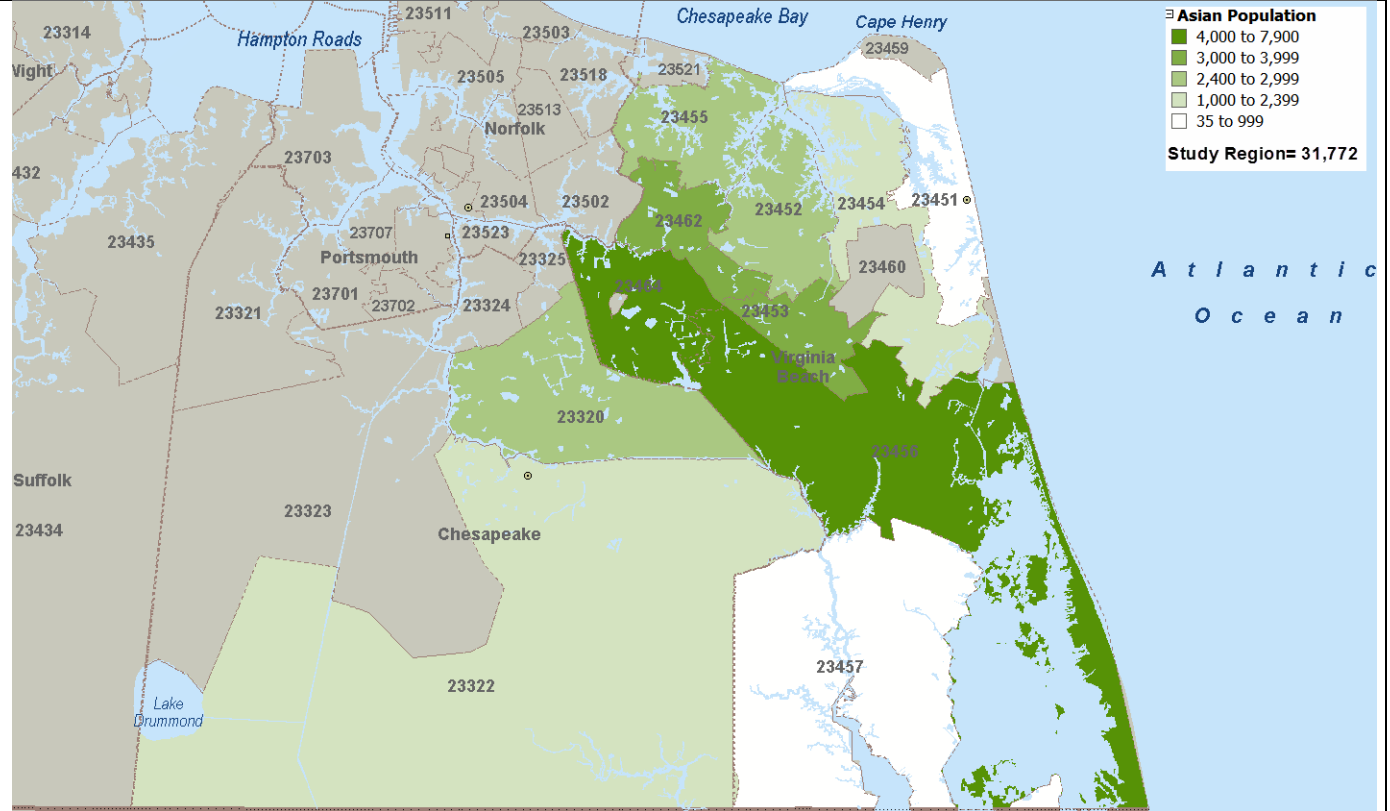 23511
23314
23503
Hampton Roads
Chesapeake Bay
Cape Henry
23459
Asian Population
4,000 to 7,900
3,000 to 3,999
2,400 to 2,999
1,000 to 2,399
35 to 999
Study Region= 31,772
Wight
23505
23518
23521
23513
Norfolk
23455
23703
432
23504
23502
23462
23452
23454
23451
23435
23707
23523
Portsmouth
23325
23460
Atlantic
Ocean
23701
23702
23321
23324
23464
23453
Virginia
Beach
23320
23456
Suffolk
23434
23323
Chesapeake
23457
23322
Lake
Drummond